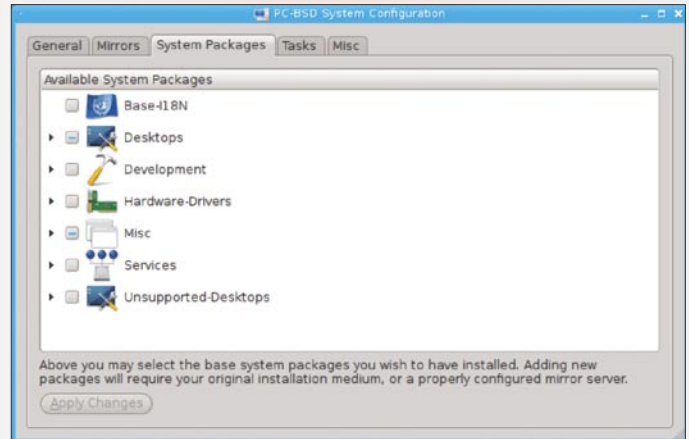 PC-BSD System Configuration
General Mirrors System Packages Tasks Misc
Available System Packages
Base-I18N
Desktops
Development
Hardware-Drivers
Misc
Services
Unsupported-Desktops
Above you may select the base system packages you wish to have installed. Adding new
packages will require your original installation medium, or a properly configured mirror server.
Apply Changes